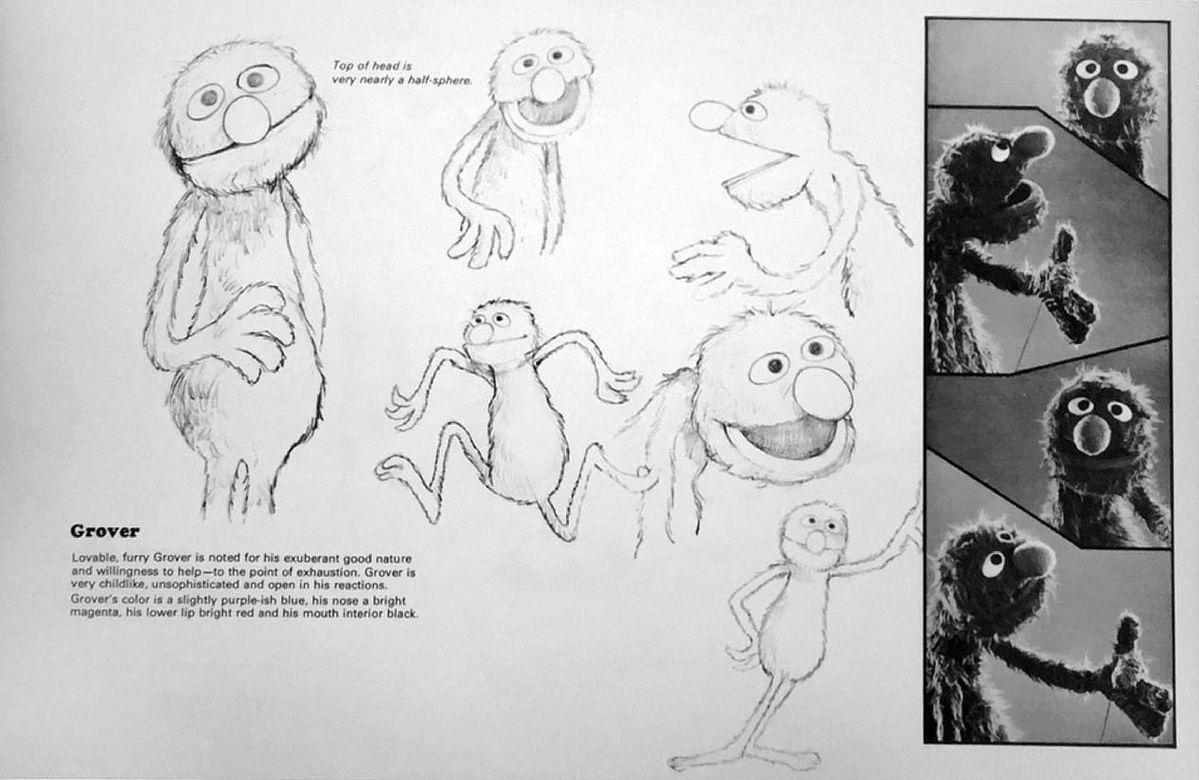 Top of head is
very nearly a half-sphere.
Grover
Lovable, furry Grover is noted for his exuberant good nature
and willingness to help—to the point of exhaustion. Grover is
very childlike, unsophisticated and open in his reactions.
Grover's color is a slightly purple-ish blue, his nose a bright
magenta, his lower lip bright red and his mouth interior black.